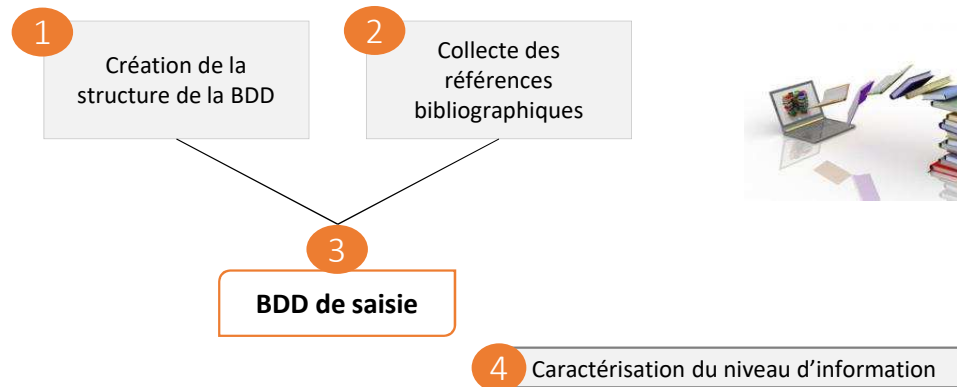 1
Création de la
structure de la BDD
2
Collecte des
références
bibliographiques
3
BDD de saisie
4 Caractérisation du niveau d'information